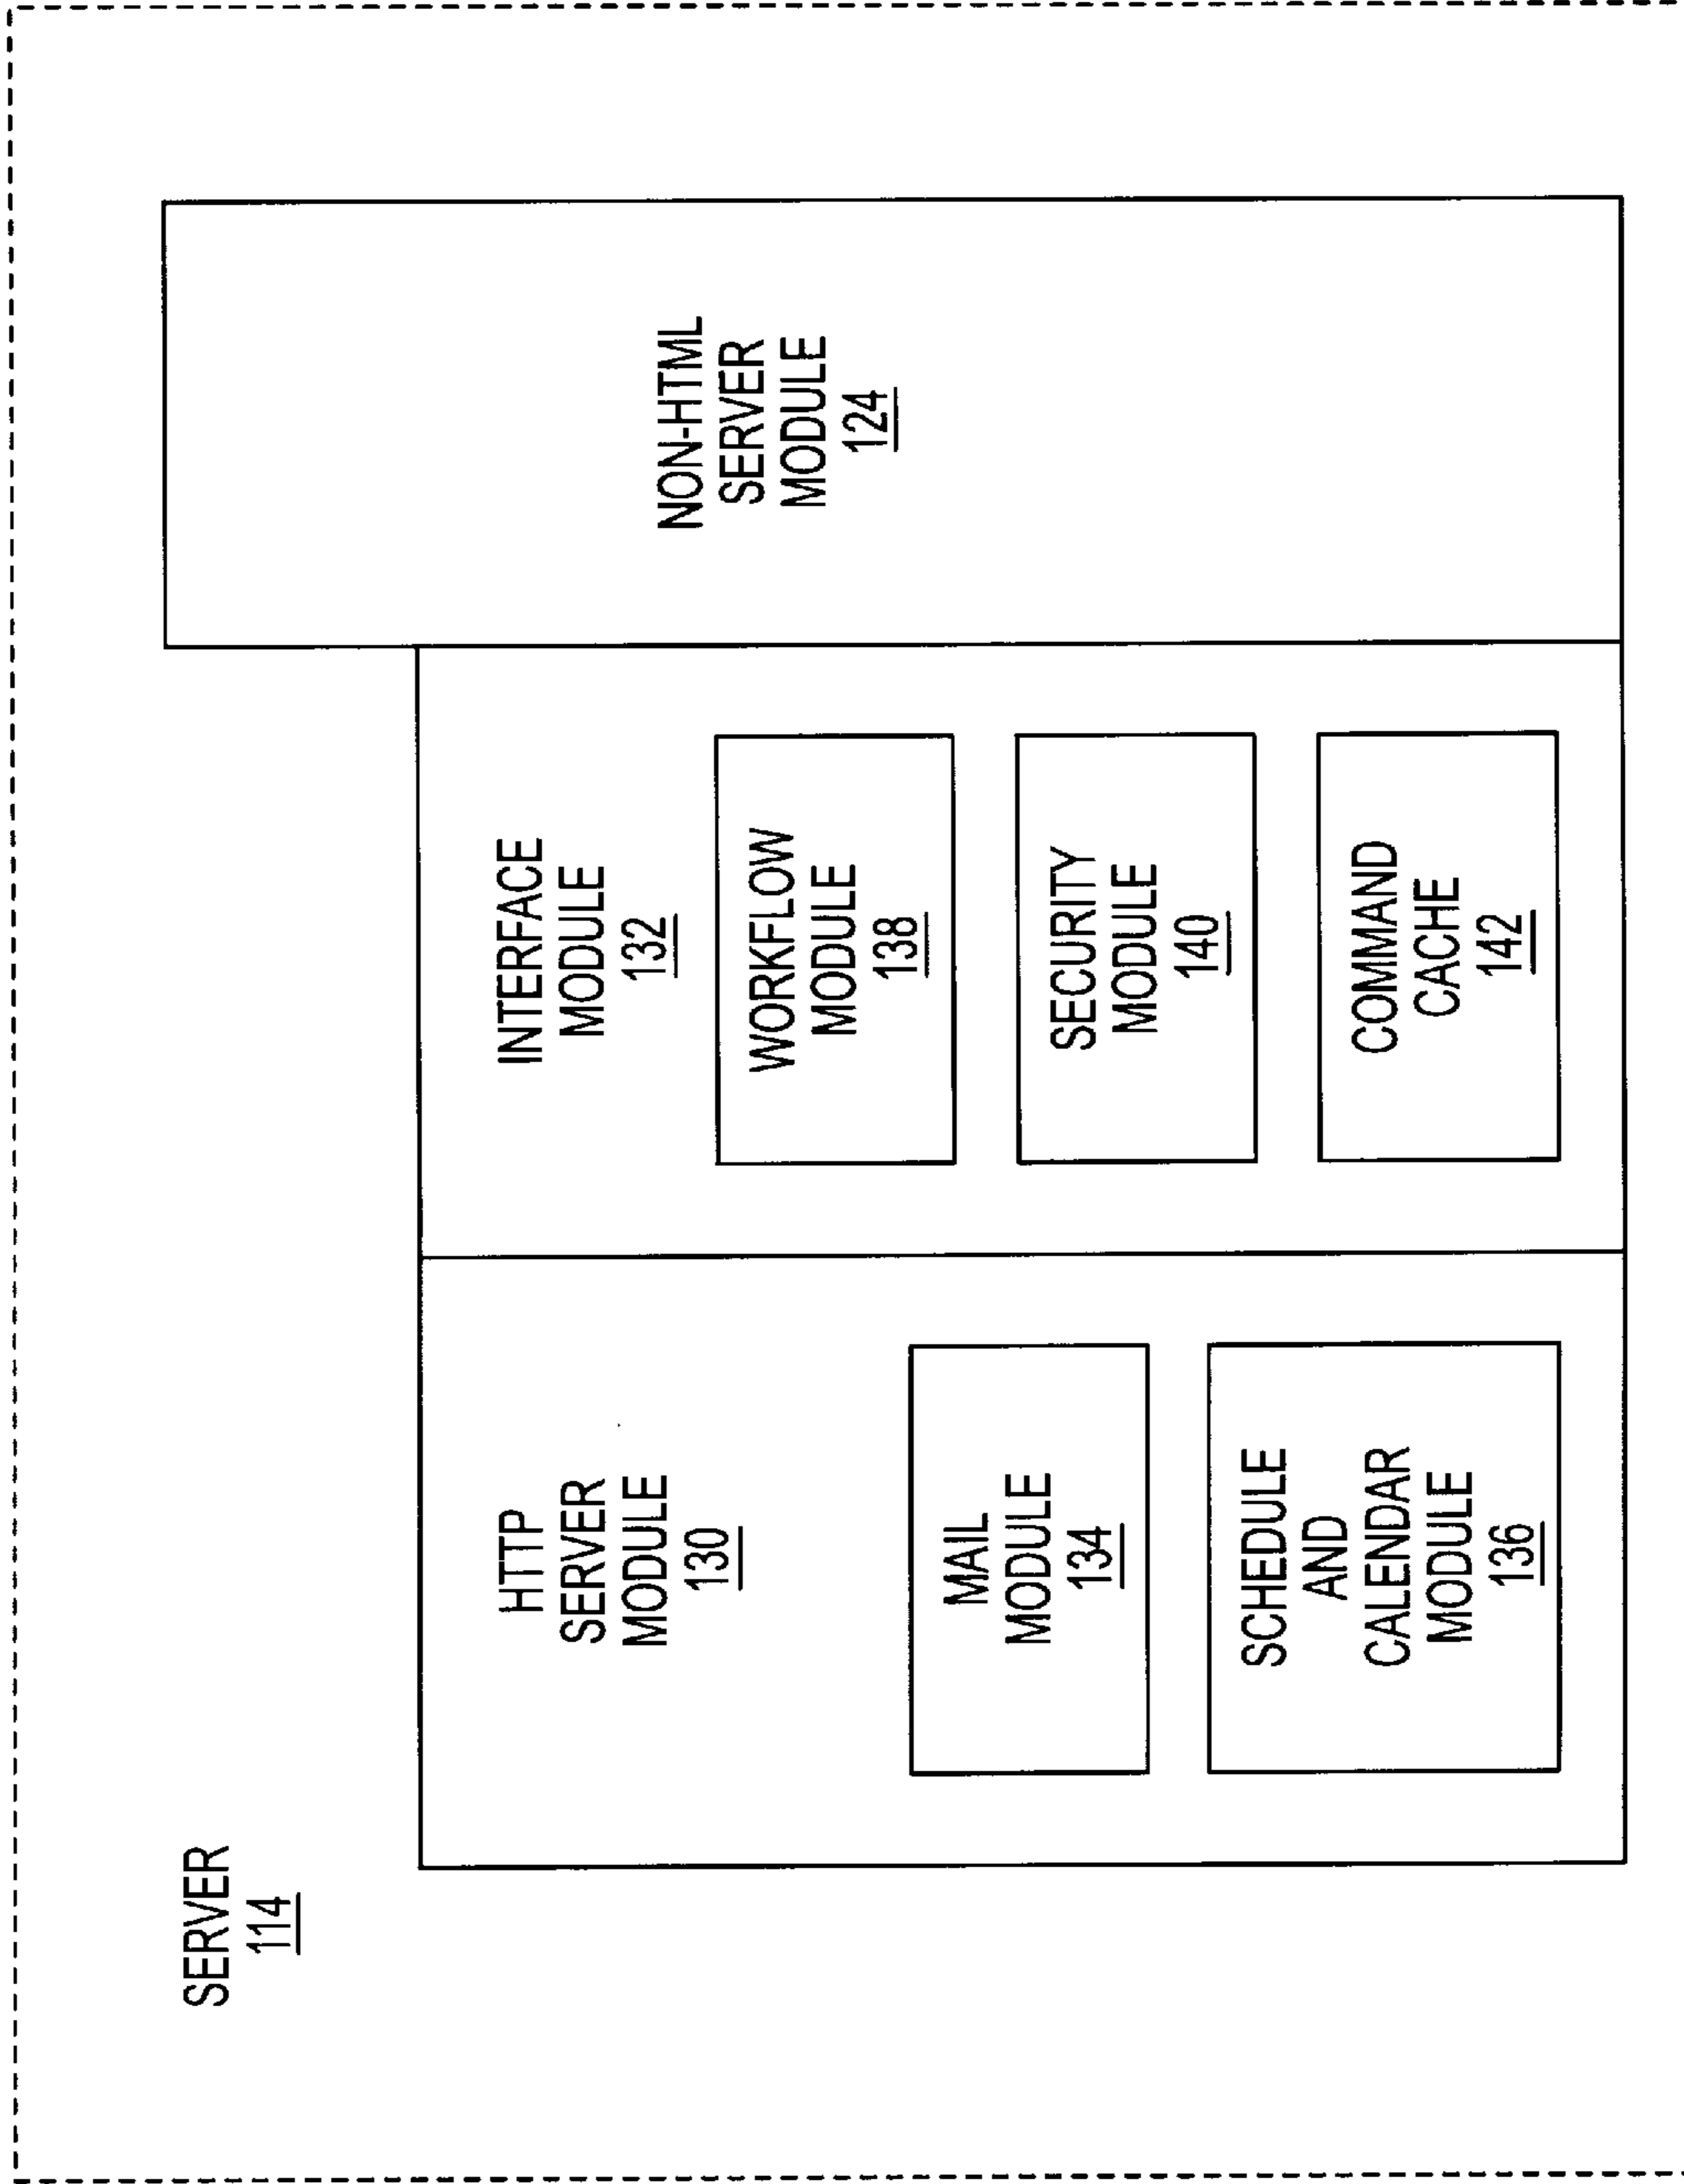 SERVER
114
HTTP
SERVER
MODULE
130
MAIL
MODULE
134
SCHEDULE
AND
CALENDAR
MODULE
136
INTERFACE
MODULE
132
WORKFLOW
MODULE
138
SECURITY
MODULE
140
COMMAND
CACHE
142
NON-HTML
SERVER
MODULE
124